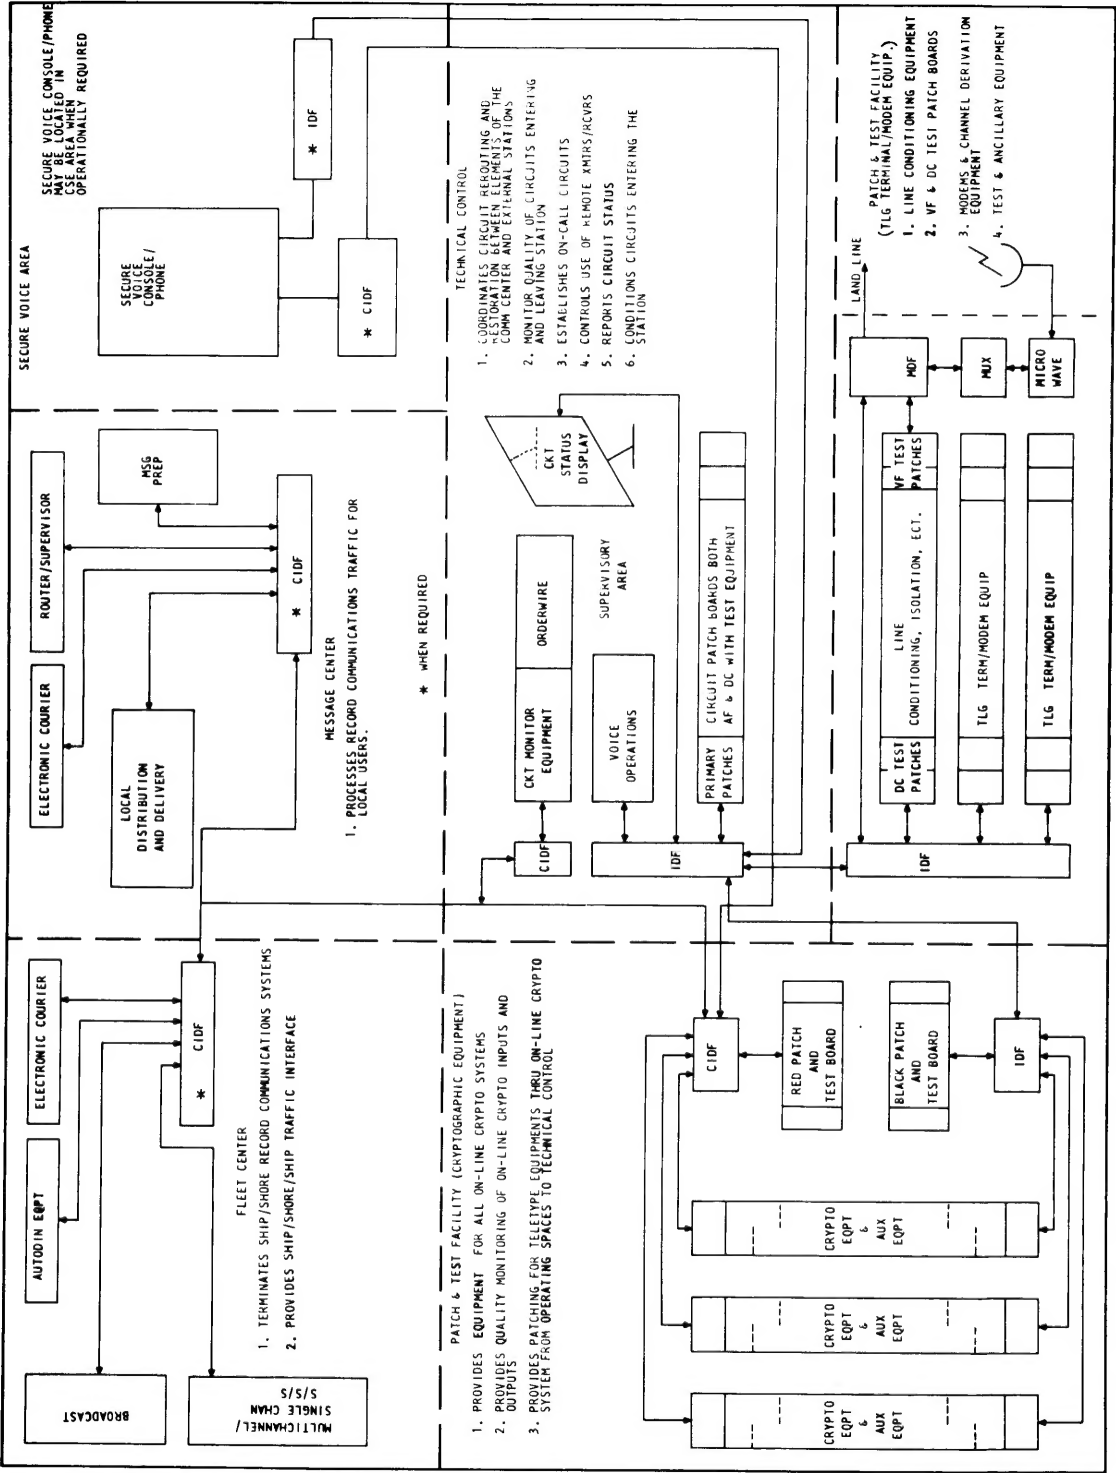 BROADCAST
MULTICHANNEL/
SINGLE CHAN
S/S/S
AUTODIN EQPT
ELECTRONIC COURIER
* CIDF
FLEET CENTER
1. TERMINATES SHIP/SHORE RECORD COMMUNICATIONS SYSTEMS
2. PROVIDES SHIP/SHORE/SHIP TRAFFIC INTERFACE
ELECTRONIC COURIER
ROUTER/SUPERVISOR
LOCAL
DISTRIBUTION
AND DELIVERY
MSG
PREP
* CIDF
MESSAGE CENTER
1. PROCESSES RECORD COMMUNICATIONS TRAFFIC FOR
LOCAL USERS.
* WHEN REQUIRED
SECURE VOICE AREA
SECURE VOICE CONSOLE/PHONE
MAY BE LOCATED IN
CSE AREA WHEN
OPERATIONALLY REQUIRED
SECURE
VOICE
CONSOLE/
PHONE
* IDF
* CIDF
PATCH & TEST FACILITY (CRYPTOGRAPHIC EQUIPMENT)
1. PROVIDES EQUIPMENT FOR ALL ON-LINE CRYPTO SYSTEMS
2. PROVIDES QUALITY MONITORING OF ON-LINE CRYPTO INPUTS AND
OUTPUTS
3. PROVIDES PATCHING FOR TELETYPE EQUIPMENTS THRU ON-LINE CRYPTO
SYSTEM FROM OPERATING SPACES TO TECHNICAL CONTROL
CRYPTO
EQPT
&
AUX
EQPT
CRYPTO
EQPT
&
AUX
EQPT
CRYPTO
EQPT
&
AUX
EQPT
CIDF
RED PATCH
AND
TEST BOARD
BLACK PATCH
AND
TEST BOARD
IDF
TECHNICAL CONTROL
1. COORDINATES CIRCUIT REROUTING AND
RESTORATION BETWEEN ELEMENTS OF THE
COMM CENTER AND EXTERNAL STATIONS
2. MONITOR QUALITY OF CIRCUITS ENTERING
AND LEAVING STATION
3. ESTABLISHES ON-CALL CIRCUITS
4. CONTROLS USE OF REMOTE XMTRS/RCVRS
5. REPORTS CIRCUIT STATUS
6. CONDITIONS CIRCUITS ENTERING THE
STATION
CIDF
CKT MONITOR
EQUIPMENT
ORDERWIRE
CKT
STATUS
DISPLAY
IDF
VOICE
OPERATIONS
SUPERVISORY
AREA
PRIMARY
PATCHES
CIRCUIT PATCH BOARDS BOTH
AF & DC WITH TEST EQUIPMENT
IDF
DC TEST
PATCHES
LINE
CONDITIONING, ISOLATION, ECT.
VF TEST
PATCHES
TLG TERM/MODEM EQUIP
TLG TERM/MODEM EQUIP
MDF
MUX
MICRO
WAVE
LAND LINE
PATCH & TEST FACILITY
(TLG TERMINAL/MODEM EQUIP.)
1. LINE CONDITIONING EQUIPMENT
2. VF & DC TEST PATCH BOARDS
3. MODEMS & CHANNEL DERIVATION
EQUIPMENT
4. TEST & ANCILLARY EQUIPMENT